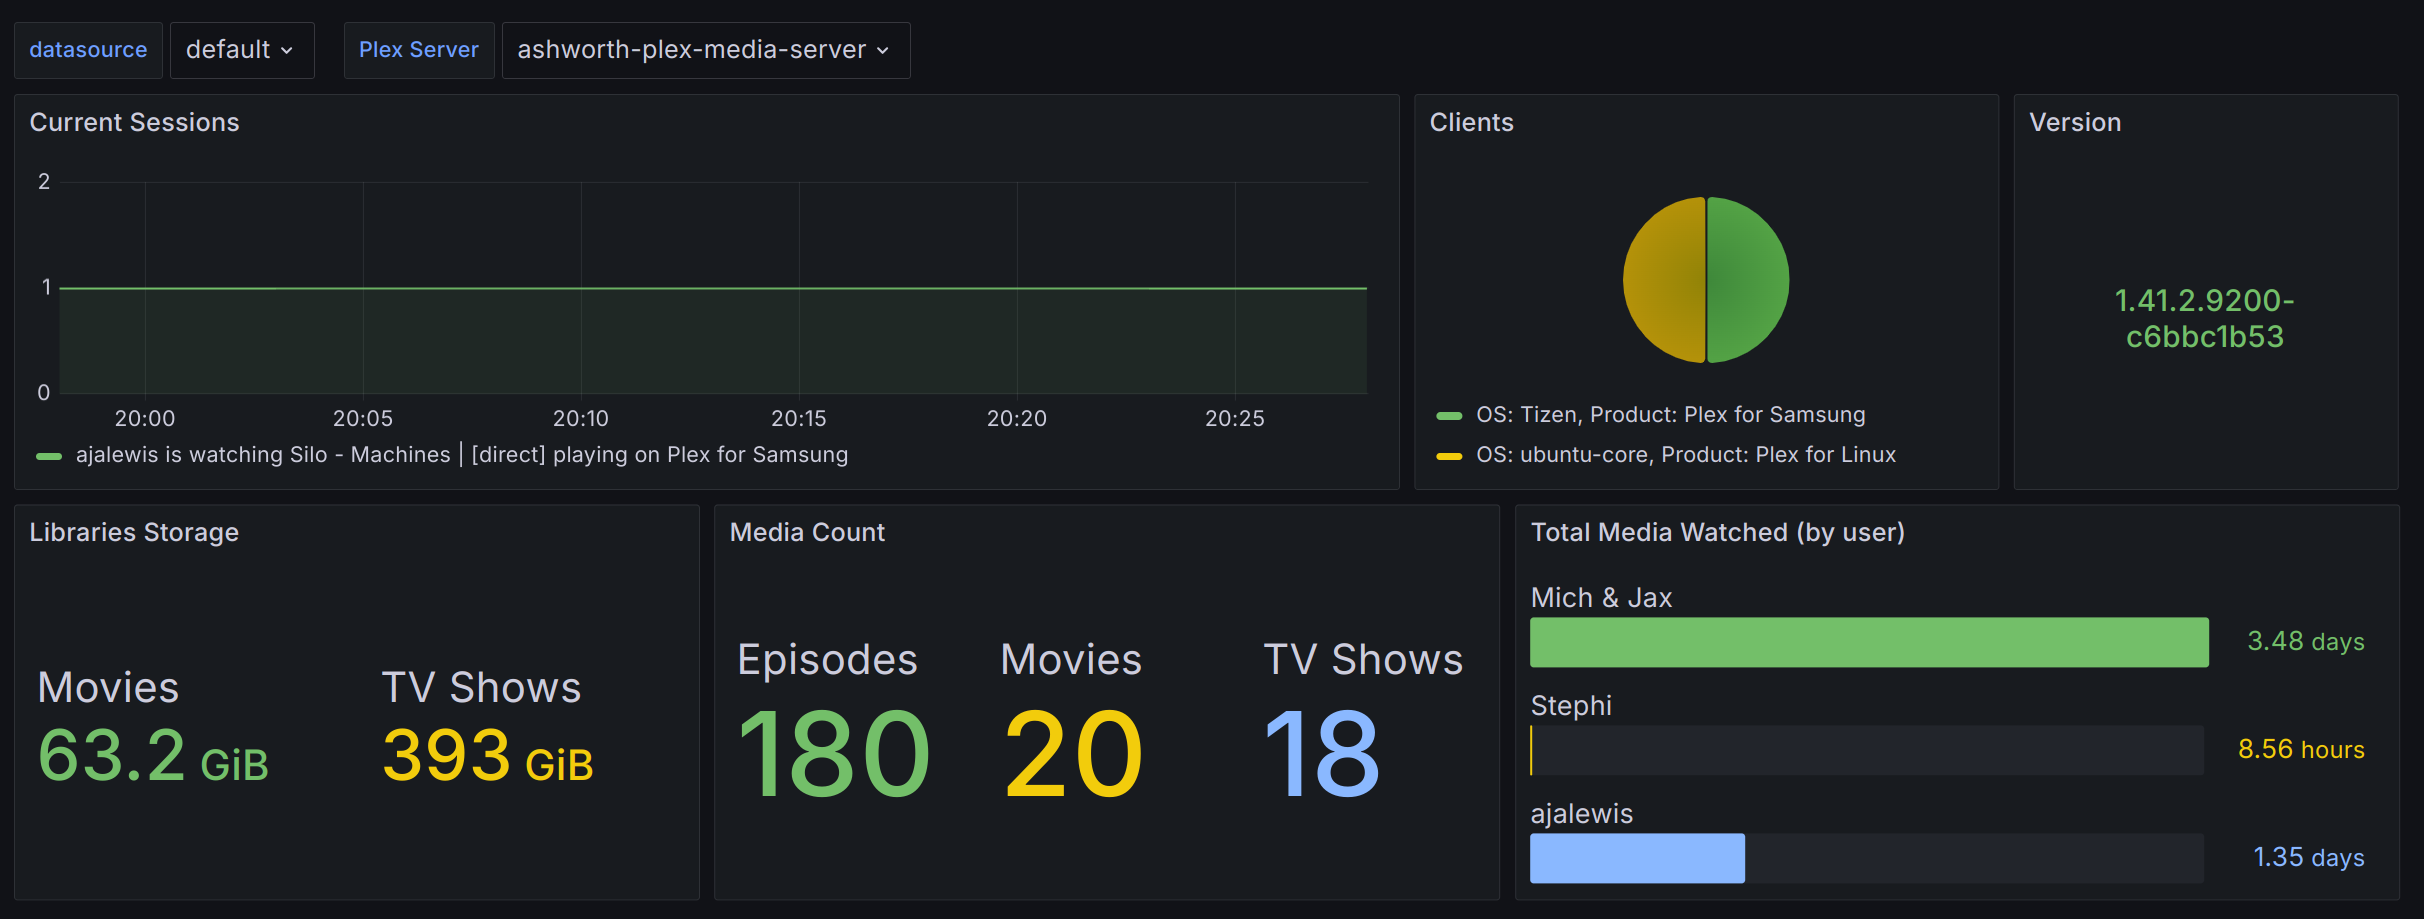 datasource default Plex Server ashworth-plex-media-server
Current Sessions
2
1
0
20:00 20:05 20:10 20:15 20:20 20:25
ajalewis is watching Silo - Machines | [direct] playing on Plex for Samsung
Clients
OS: Tizen, Product: Plex for Samsung
OS: ubuntu-core, Product: Plex for Linux
Version
1.41.2.9200-
c6bbc1b53
Libraries Storage
Movies TV Shows
63.2 GiB 393 GiB
Media Count
Episodes Movies TV Shows
180 20 18
Total Media Watched (by user)
Mich & Jax
3.48 days
Stephi
8.56 hours
ajalewis
1.35 days